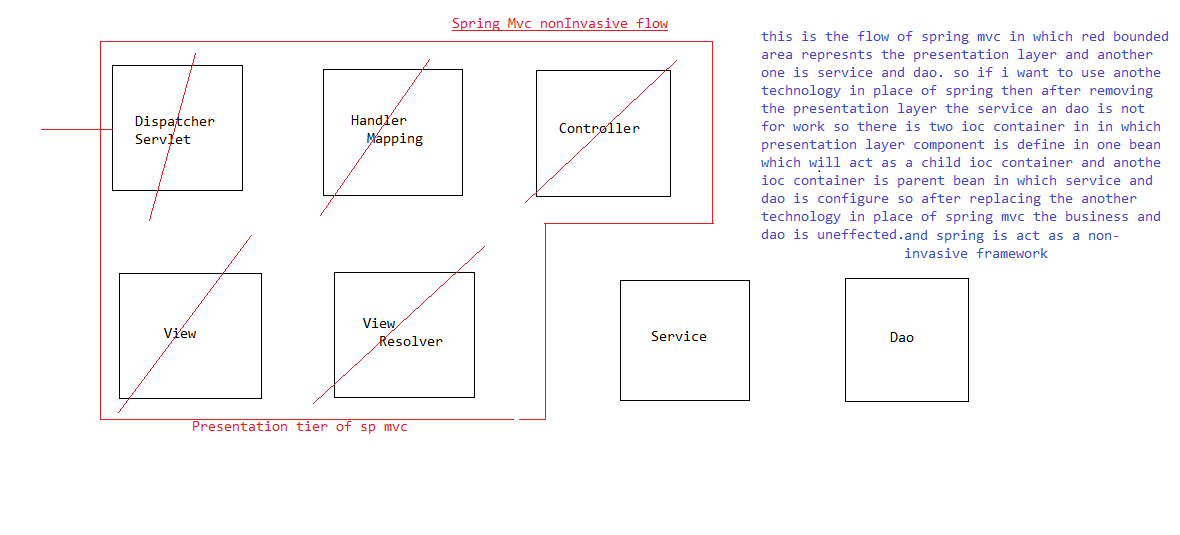 Spring Mvc nonInvasive flow
this is the flow of spring mvc in which red bounded
area represnts the presentation layer and another
one is service and dao. so if i want to use anothe
technology in place of spring then after removing
the presentation layer the service an dao is not
for work so there is two ioc container in in which
presentation layer component is define in one bean
which will act as a child ioc container and anothe
ioc container is parent bean in which service and
dao is configure so after replacing the another
technology in place of spring mvc the business and
dao is uneffected.and spring is act as a non-
invasive framework
Dispatcher
Servlet
Handler
Mapping
Controller
View
View
Resolver
Service
Dao
Presentation tier of sp mvc